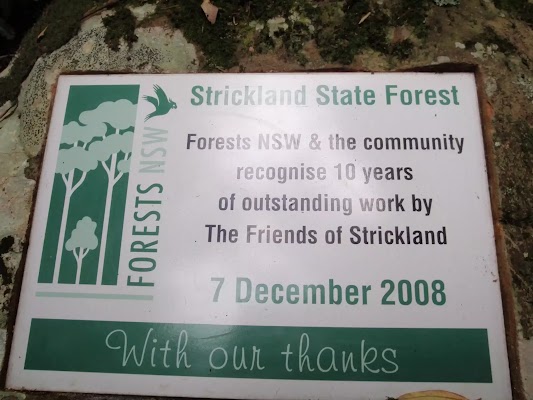 Strickland State Forest
FORESTS NSW
Forests NSW & the community
recognise 10 years
of outstanding work by
The Friends of Strickland
7 December 2008
With our thanks